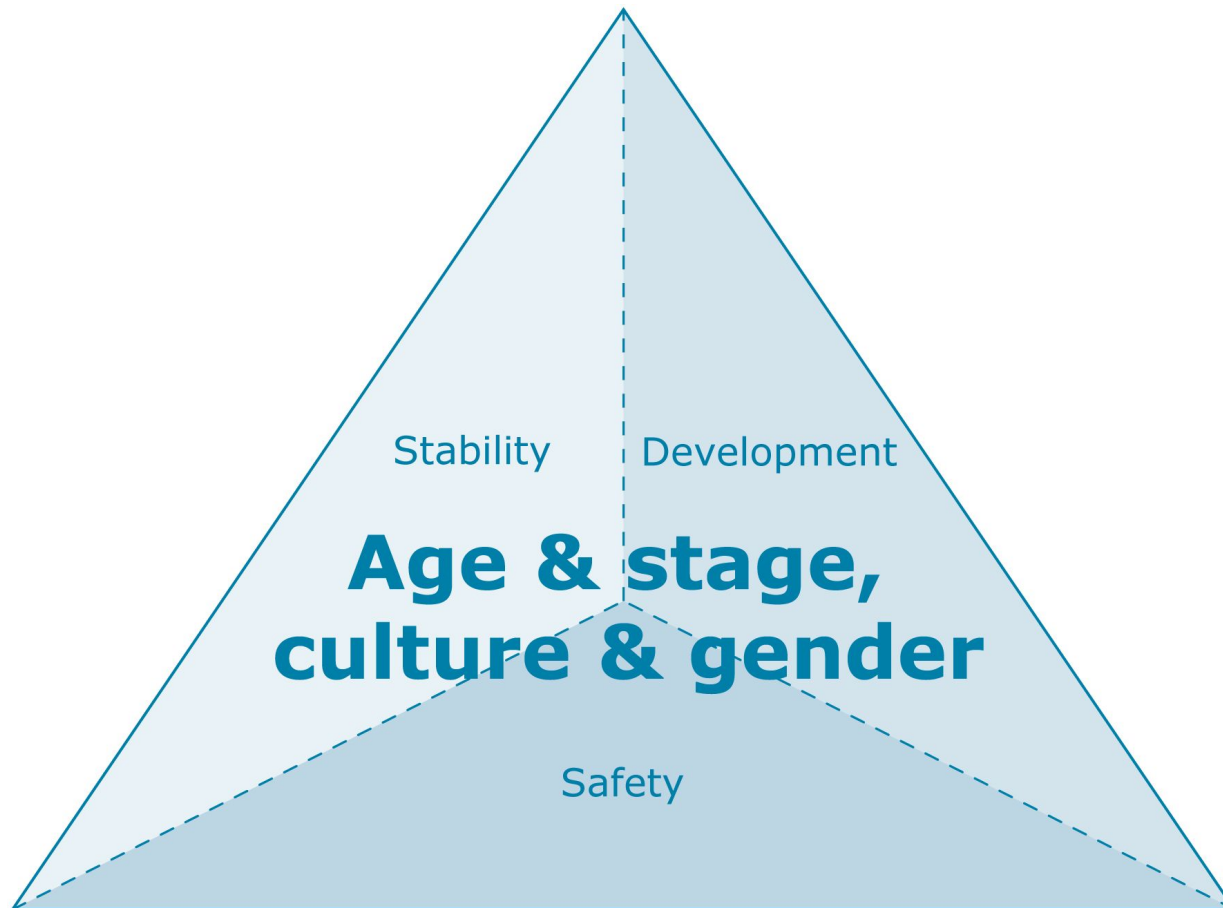 Stability
Development
Age & stage,
culture & gender
Safety